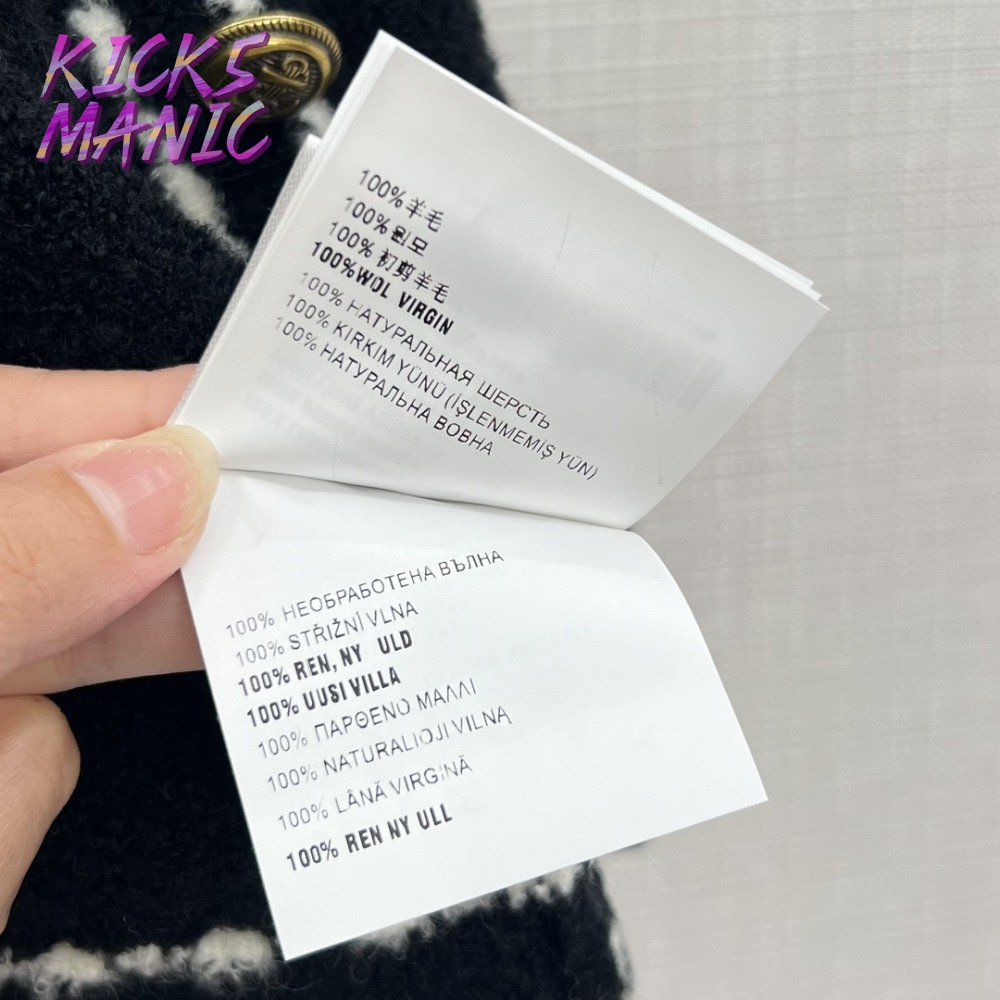 KICK5
MANIC
100%羊毛
100%윈모
100%初剪羊毛
100%WOL VIRGIN
100% НАТУРАЛЬНАЯ ШЕРСТЬ
100% KIRKIM YÜNÜ (İŞLENMEMİŞ YÜN)
100% НАТУРАЛЬНА ВОВНА
100% НЕОБРАБОТЕНА ВЪЛНА
100% STŘIŽNÍ VLNA
100% REN, NY ULD
100% UUSI VILLA
100% ΠΑΡΘΕΝΟ ΜΑΛΛΙ
100% NATURALIOJI VILNA
100% LÂNĂ VIRGINĂ
100% REN NY ULL